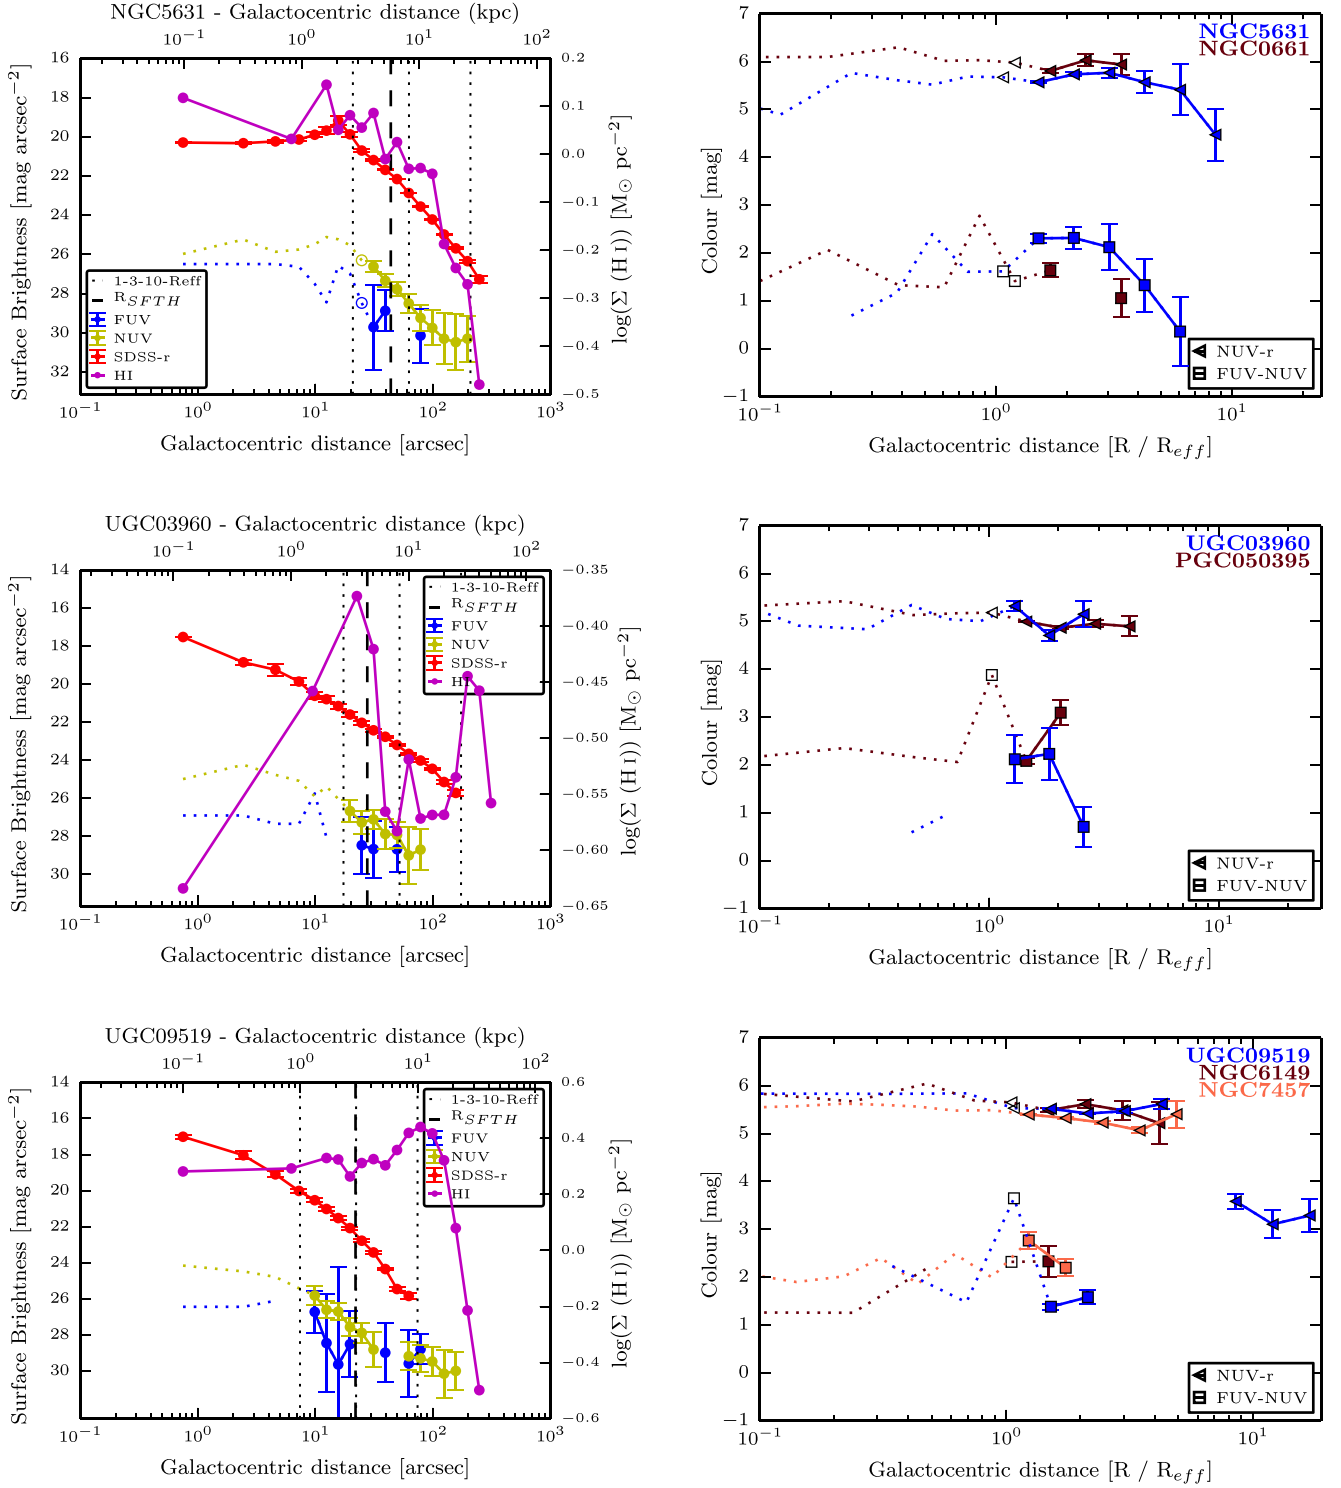 NGC5631 - Galactocentric distance (kpc)
10⁻¹ 10⁰ 10¹ 10²
Surface Brightness [mag arcsec⁻²]
16
18
20
22
24
26
28
30
32
0.2
0.1
0.0
−0.1
−0.2
−0.3
−0.4
−0.5
log(Σ (H I)) [M⊙ pc⁻²]
1-3-10-Reff
R_SFTH
FUV
NUV
SDSS-r
HI
10⁻¹ 10⁰ 10¹ 10² 10³
Galactocentric distance [arcsec]
NGC5631
NGC0661
Colour [mag]
7
6
5
4
3
2
1
0
−1
NUV-r
FUV-NUV
10⁻¹ 10⁰ 10¹
Galactocentric distance [R / R_eff]
UGC03960 - Galactocentric distance (kpc)
10⁻¹ 10⁰ 10¹ 10²
Surface Brightness [mag arcsec⁻²]
14
16
18
20
22
24
26
28
30
−0.35
−0.40
−0.45
−0.50
−0.55
−0.60
−0.65
log(Σ (H I)) [M⊙ pc⁻²]
1-3-10-Reff
R_SFTH
FUV
NUV
SDSS-r
HI
10⁻¹ 10⁰ 10¹ 10² 10³
Galactocentric distance [arcsec]
UGC03960
PGC050395
Colour [mag]
7
6
5
4
3
2
1
0
−1
NUV-r
FUV-NUV
10⁻¹ 10⁰ 10¹
Galactocentric distance [R / R_eff]
UGC09519 - Galactocentric distance (kpc)
10⁻¹ 10⁰ 10¹ 10²
Surface Brightness [mag arcsec⁻²]
14
16
18
20
22
24
26
28
30
0.6
0.4
0.2
0.0
−0.2
−0.4
−0.6
log(Σ (H I)) [M⊙ pc⁻²]
1-3-10-Reff
R_SFTH
FUV
NUV
SDSS-r
HI
10⁻¹ 10⁰ 10¹ 10² 10³
Galactocentric distance [arcsec]
UGC09519
NGC6149
NGC7457
Colour [mag]
7
6
5
4
3
2
1
0
−1
NUV-r
FUV-NUV
10⁻¹ 10⁰ 10¹
Galactocentric distance [R / R_eff]